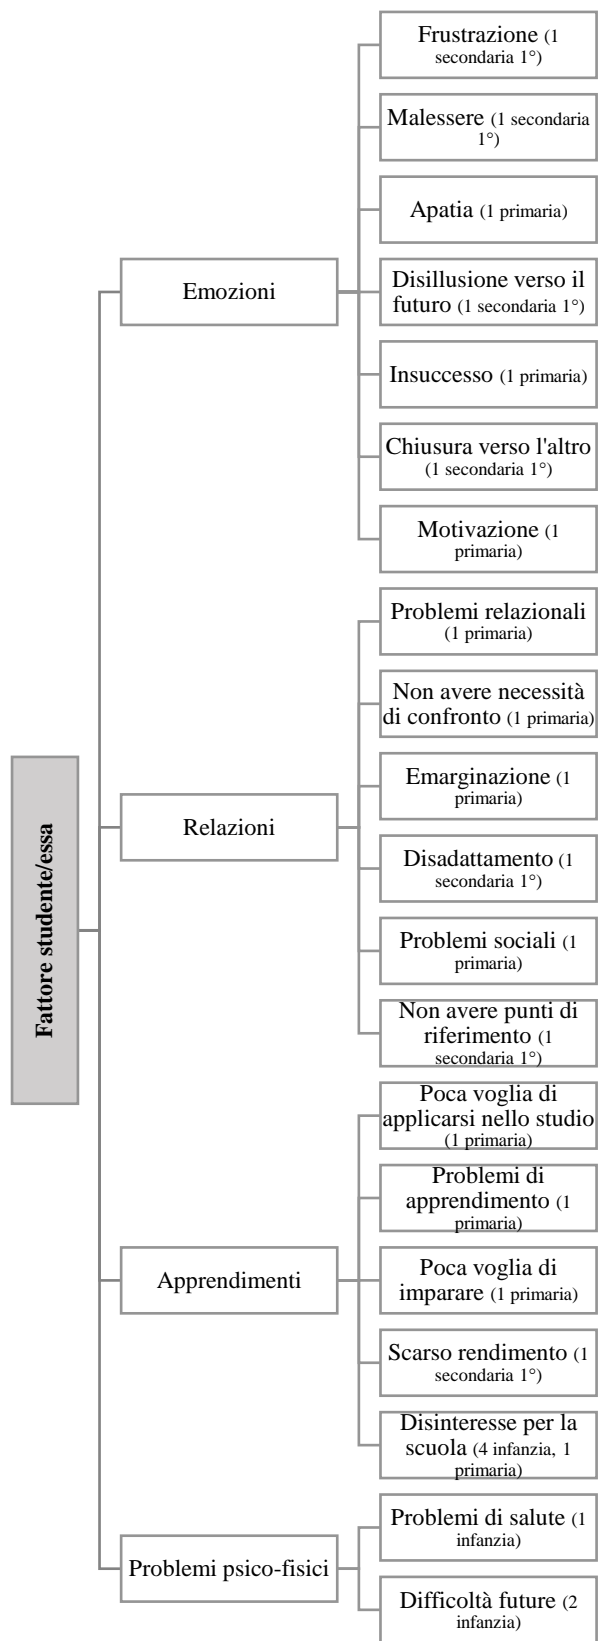 Fattore studente/essa
Emozioni
Frustrazione (1
secondaria 1°)
Malessere (1 secondaria
1°)
Apatia (1 primaria)
Disillusione verso il
futuro (1 secondaria 1°)
Insuccesso (1 primaria)
Chiusura verso l'altro
(1 secondaria 1°)
Motivazione (1
primaria)
Relazioni
Problemi relazionali
(1 primaria)
Non avere necessità
di confronto (1 primaria)
Emarginazione (1
primaria)
Disadattamento (1
secondaria 1°)
Problemi sociali (1
primaria)
Non avere punti di
riferimento (1
secondaria 1°)
Apprendimenti
Poca voglia di
applicarsi nello studio
(1 primaria)
Problemi di
apprendimento (1
primaria)
Poca voglia di
imparare (1 primaria)
Scarso rendimento (1
secondaria 1°)
Disinteresse per la
scuola (4 infanzia, 1
primaria)
Problemi psico-fisici
Problemi di salute (1
infanzia)
Difficoltà future (2
infanzia)